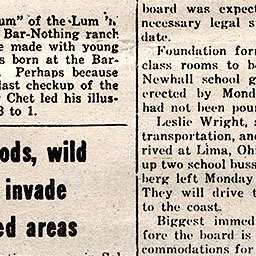 um" of the "Lum 'n'
Bar-Nothing ranch
e made with young
s born at the Bar-
. Perhaps because
last checkup of the
Chet led his illus-
3 to 1.
ods, wild
invade
ed areas
board was expect
necessary legal s
date.
Foundation for
class rooms to b
Newhall school g
erected by Mond
had not been pou
Leslie Wright, s
transportation, an
rived at Lima, Oh
up two school buss
berg left Monday
They will drive t
to the coast.
Biggest immed
fore the board is
commodations for